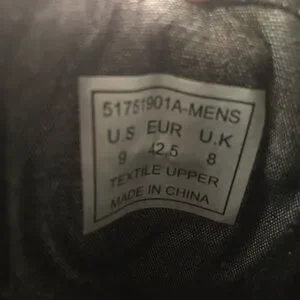 51751901A-MENS
U.S EUR U.K
9 42.5 8
TEXTILE UPPER
MADE IN CHINA